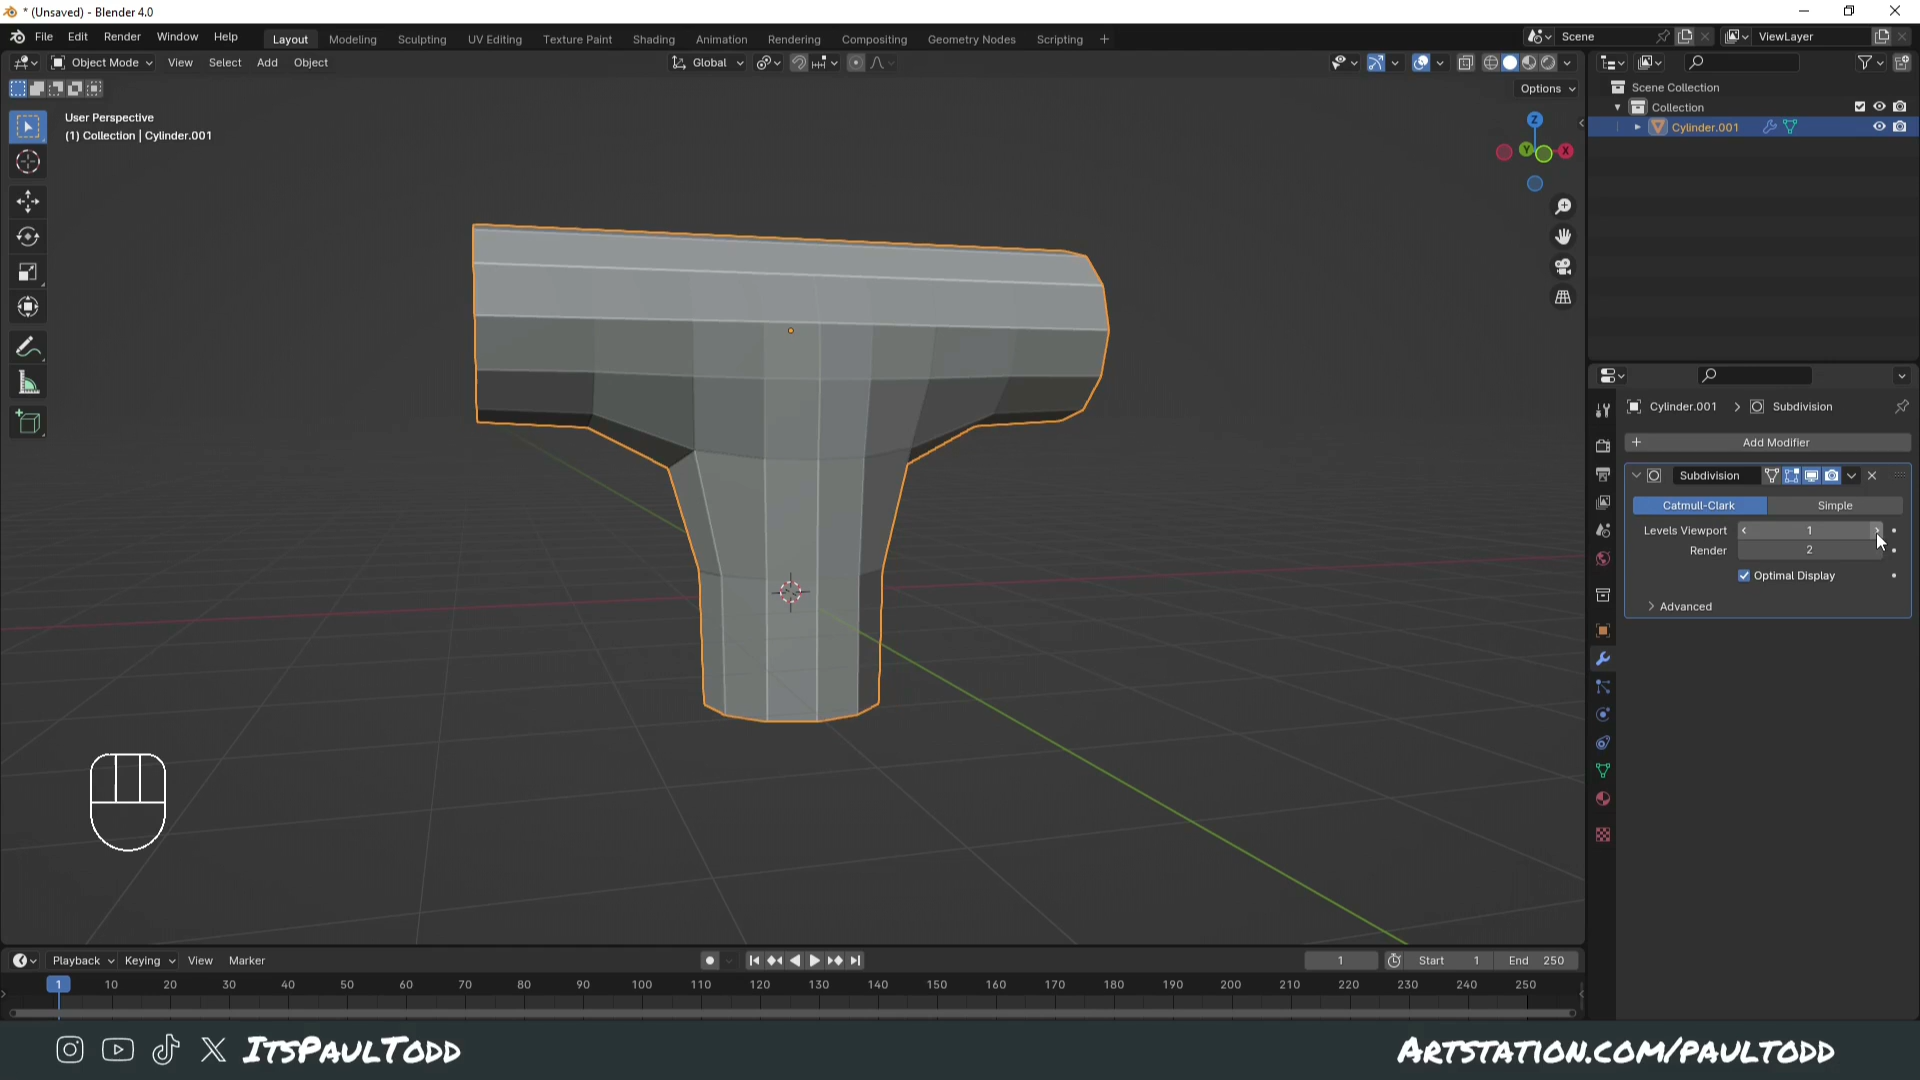 * (Unsaved) - Blender 4.0
File Edit Render Window Help Layout Modeling Sculpting UV Editing Texture Paint Shading Animation Rendering Compositing Geometry Nodes Scripting + Scene ViewLayer
Object Mode View Select Add Object Global
Options
User Perspective
(1) Collection | Cylinder.001
Z
Y X
Scene Collection
Collection
Cylinder.001
Cylinder.001 > Subdivision
+ Add Modifier
Subdivision
Catmull-Clark Simple
Levels Viewport 1
Render 2
Optimal Display
Advanced
Playback Keying View Marker 1 Start 1 End 250
1 10 20 30 40 50 60 70 80 90 100 110 120 130 140 150 160 170 180 190 200 210 220 230 240 250
ItsPaulTodd
Artstation.com/paultodd